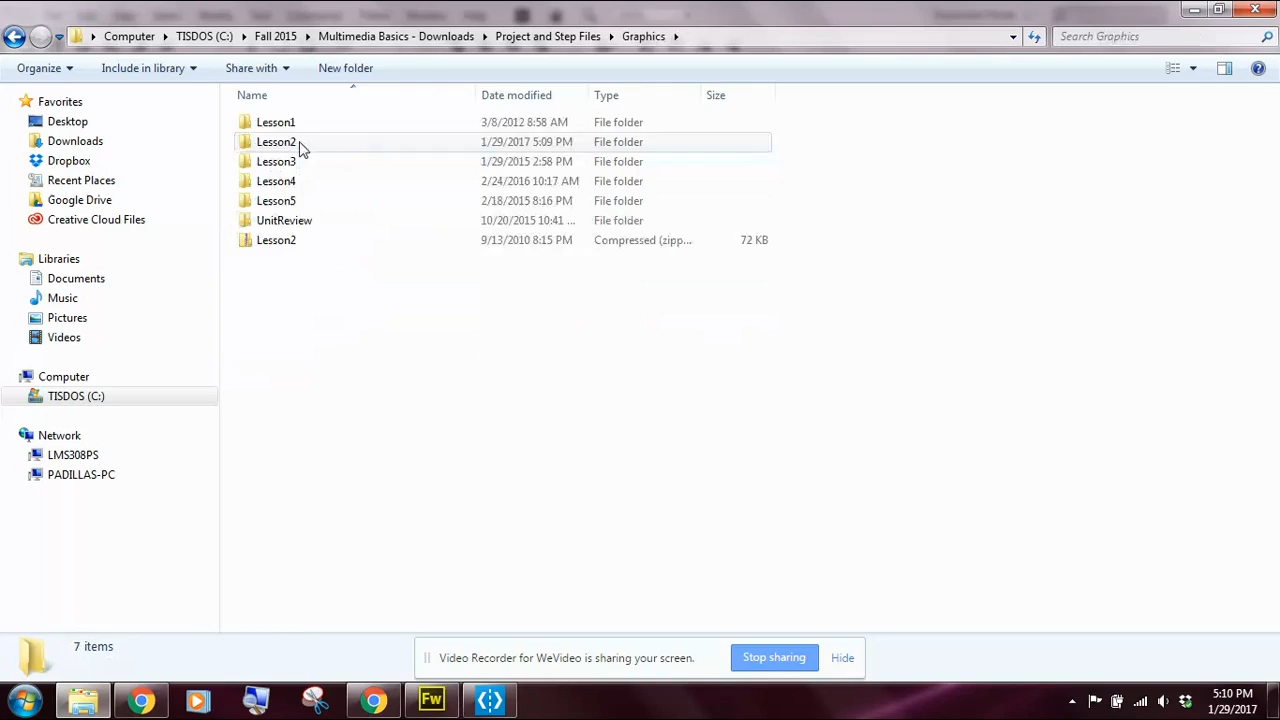 Computer TISDOS (C:) Fall 2015 Multimedia Basics - Downloads Project and Step Files Graphics Search Graphics
Organize Include in library Share with New folder
Name Date modified Type Size
Favorites
Desktop
Downloads
Dropbox
Recent Places
Google Drive
Creative Cloud Files
Libraries
Documents
Music
Pictures
Videos
Computer
TISDOS (C:)
Network
LMS308PS
PADILLAS-PC
Lesson1 3/8/2012 8:58 AM File folder
Lesson2 1/29/2017 5:09 PM File folder
Lesson3 1/29/2015 2:58 PM File folder
Lesson4 2/24/2016 10:17 AM File folder
Lesson5 2/18/2015 8:16 PM File folder
UnitReview 10/20/2015 10:41 ... File folder
Lesson2 9/13/2010 8:15 PM Compressed (zipp... 72 KB
7 items
Video Recorder for WeVideo is sharing your screen. Stop sharing Hide
Fw
5:10 PM
1/29/2017